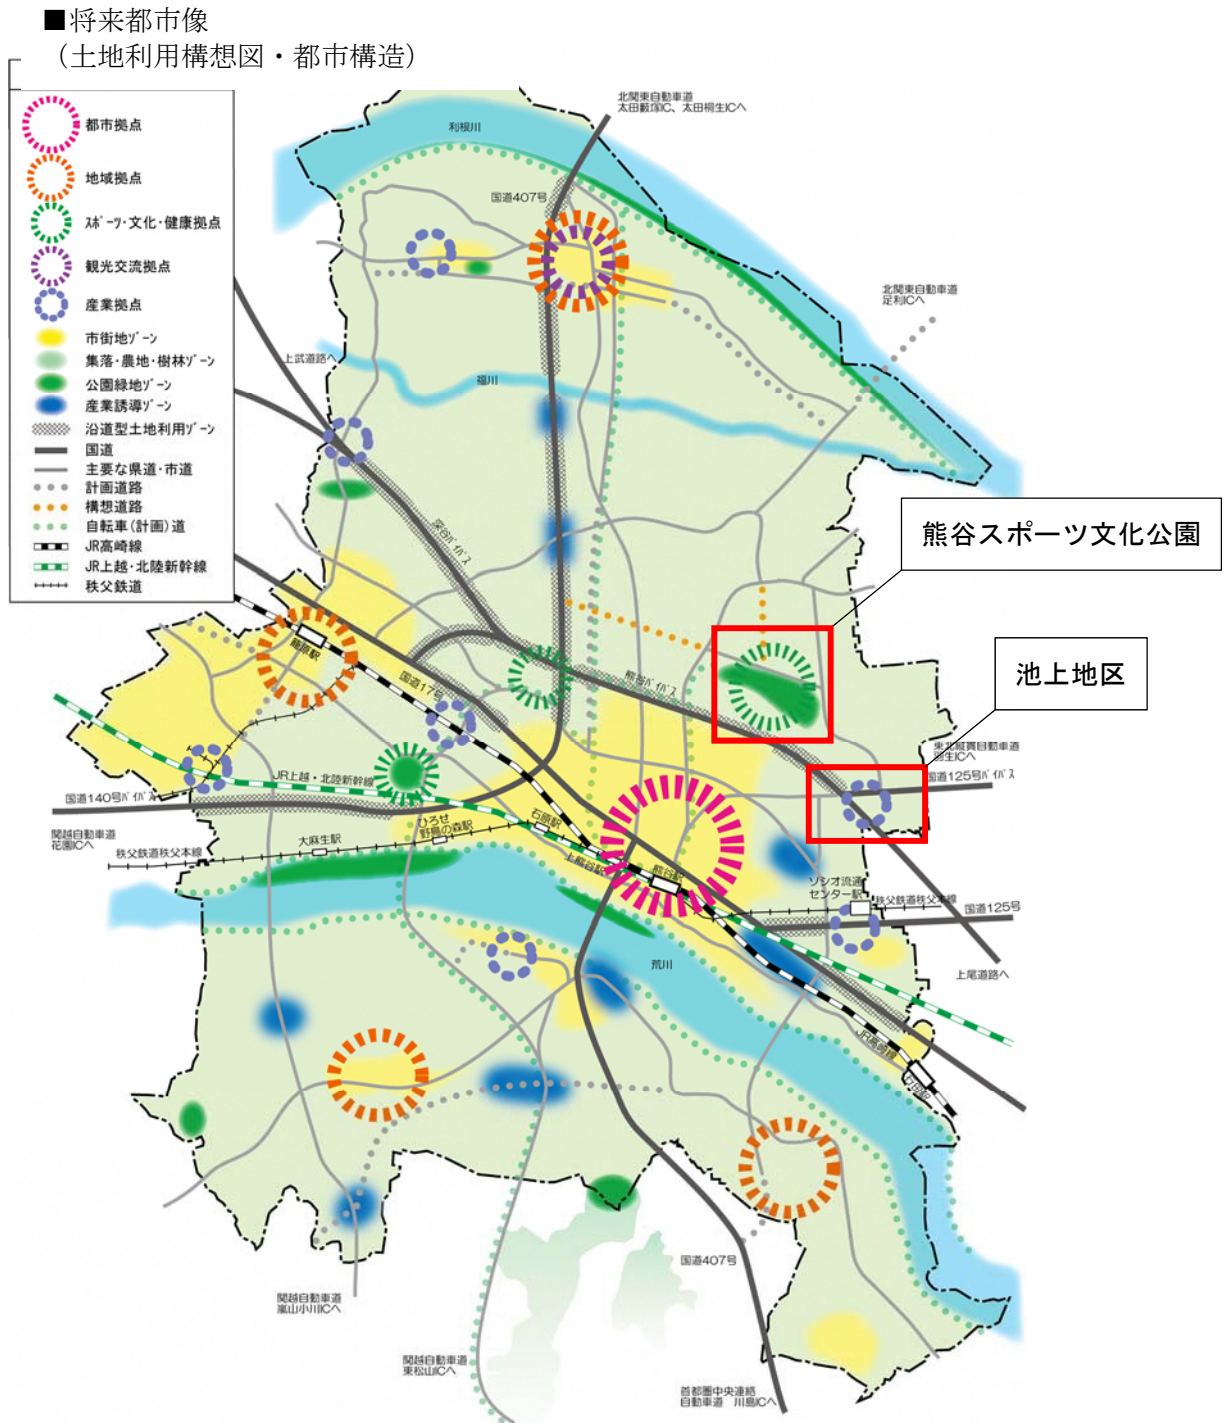 ■将来都市像
（土地利用構想図・都市構造）
都市拠点
地域拠点
ｽﾎﾟｰﾂ･文化･健康拠点
観光交流拠点
産業拠点
市街地ｿﾞｰﾝ
集落･農地･樹林ｿﾞｰﾝ
公園緑地ｿﾞｰﾝ
産業誘導ｿﾞｰﾝ
沿道型土地利用ｿﾞｰﾝ
国道
主要な県道･市道
計画道路
構想道路
自転車(計画)道
JR高崎線
JR上越･北陸新幹線
秩父鉄道
北関東自動車道
太田藪塚IC、太田桐生ICへ
利根川
国道407号
北関東自動車道
足利ICへ
上武道路へ
福川
深谷ﾊﾞｲﾊﾟｽ
熊谷スポーツ文化公園
池上地区
籠原駅
国道17号
熊谷ﾊﾞｲﾊﾟｽ
東北縦貫自動車道
羽生ICへ
国道125号ﾊﾞｲﾊﾟｽ
JR上越・北陸新幹線
国道140号ﾊﾞｲﾊﾟｽ
関越自動車道
花園ICへ
秩父鉄道秩父本線
大麻生駅
ひろせ
野鳥の森駅
石原駅
上熊谷駅
熊谷駅
ソシオ流通
センター駅
秩父鉄道秩父本線
国道125号
上尾道路へ
荒川
JR高崎線
行田駅
国道407号
関越自動車道
嵐山小川ICへ
関越自動車道
東松山ICへ
首都圏中央連絡
自動車道　川島ICへ